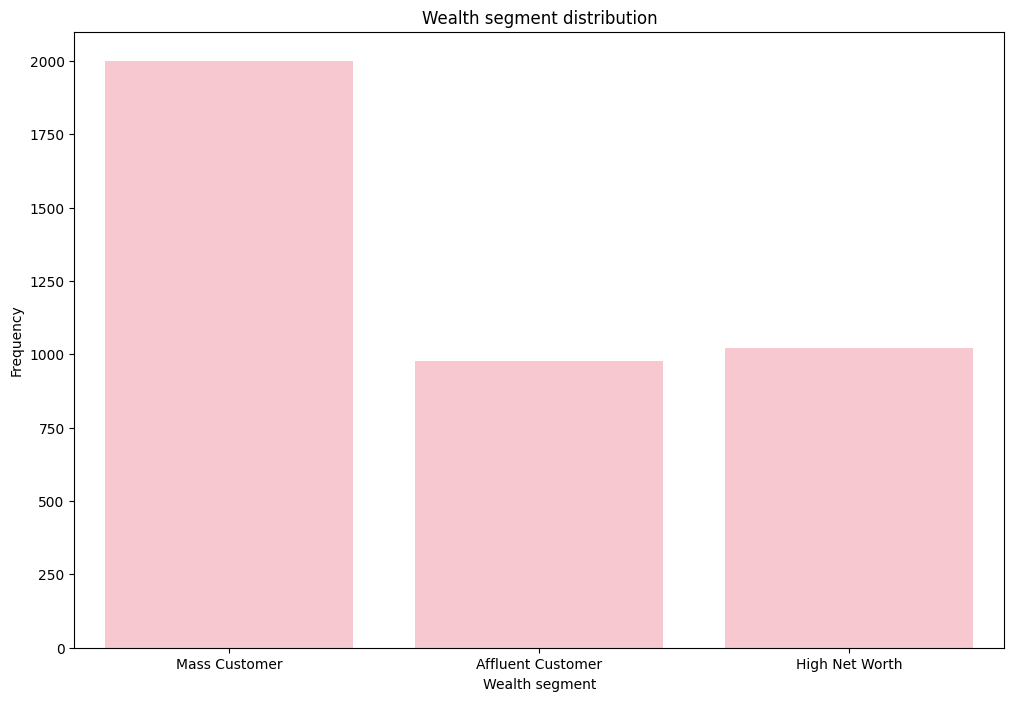 Wealth segment distribution
Frequency
2000
1750
1500
1250
1000
750
500
250
0
Mass Customer
Affluent Customer
High Net Worth
Wealth segment